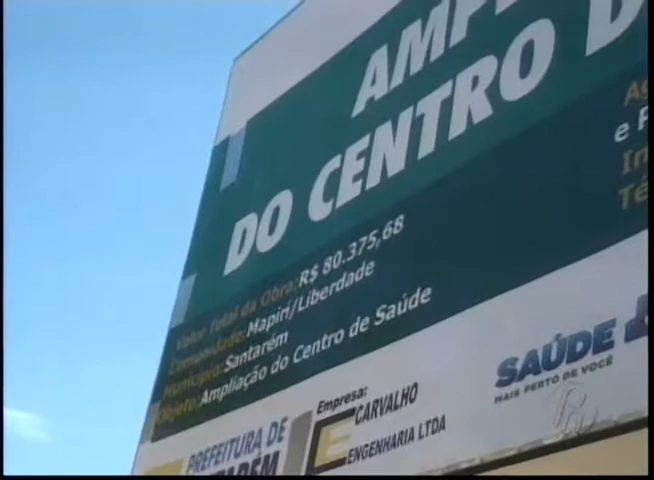 AMPL
DO CENTRO D
Valor Total da Obra: R$ 80.375,68
Comunidade: Mapiri/Liberdade
Município: Santarém
Objeto: Ampliação do Centro de Saúde
e P
PREFEITURA DE
Empresa:
CARVALHO
ENGENHARIA LTDA
SAÚDE
MAIS PERTO DE VOCÊ